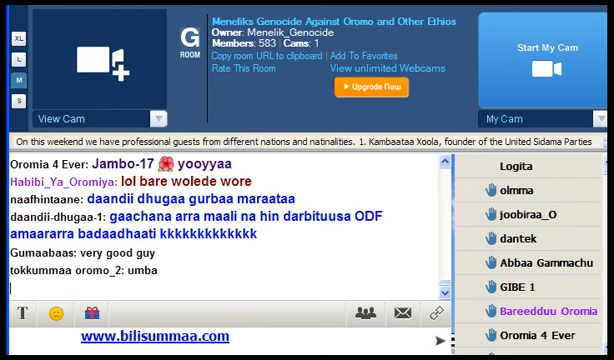 XL
L
M
S
View Cam
G
ROOM
Meneliks Genocide Against Oromo and Other Ethios
Owner: Menelik_Genocide
Members: 583 | Cams: 1
Copy room URL to clipboard | Add To Favorites
Rate This Room View unlimited Webcams
Upgrade Now
Start My Cam
My Cam
On this weekend we have professional guests from different nations and natinalities. 1. Kambaataa Xoola, founder of the United Sidama Parties
Oromia 4 Ever: Jambo-17 yooyyaa
Habibi_Ya_Oromiya: lol bare wolede wore
naafhintaane: daandii dhugaa gurbaa maraataa
daandii-dhugaa-1: gaachana arra maali na hin darbituusa ODF
amaararra badaadhaati kkkkkkkkkkkkk
Gumaabaas: very good guy
tokkummaa oromo_2: umba
T
www.bilisummaa.com
Logita
olmma
joobiraa_O
dantek
Abbaa Gammachu
GIBE 1
Bareedduu Oromia
Oromia 4 Ever